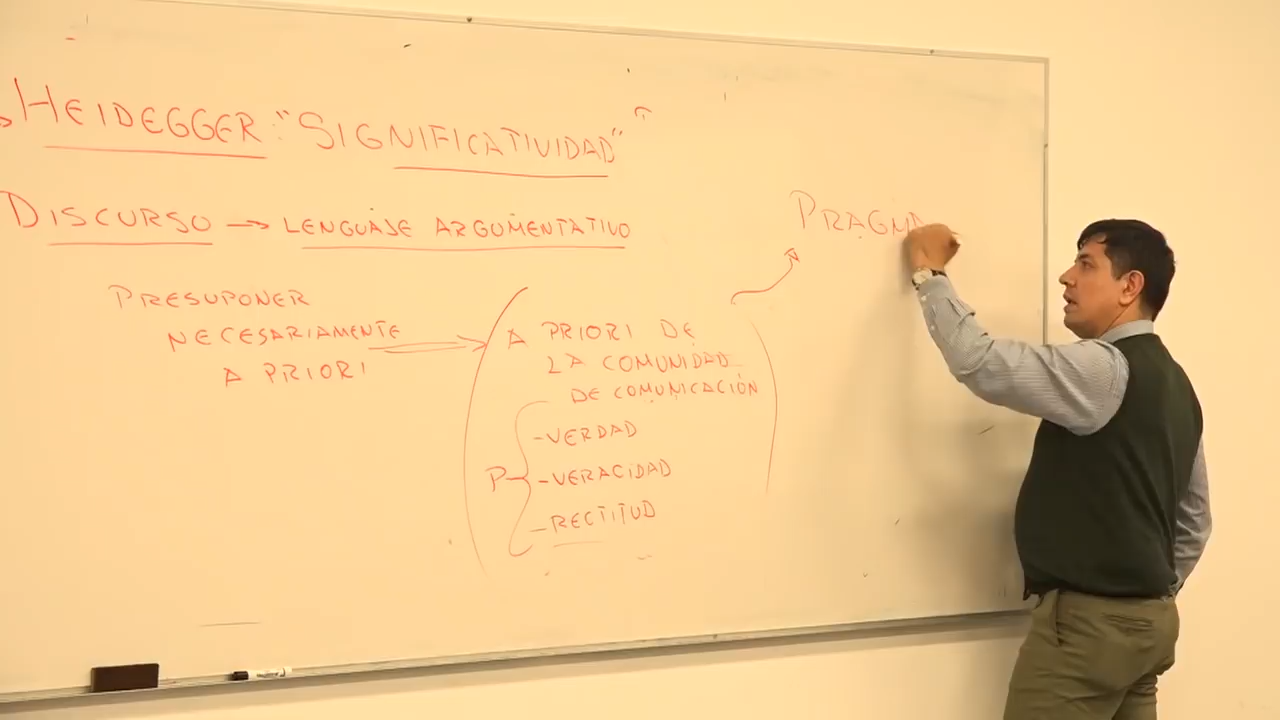 HEIDEGGER: "SIGNIFICATIVIDAD"
DISCURSO → LENGUAJE ARGUMENTATIVO
PRAGMA
PRESUPONER
NECESARIAMENTE
A PRIORI
A PRIORI DE
LA COMUNIDAD
DE COMUNICACIÓN
P
-VERDAD
-VERACIDAD
-RECTITUD